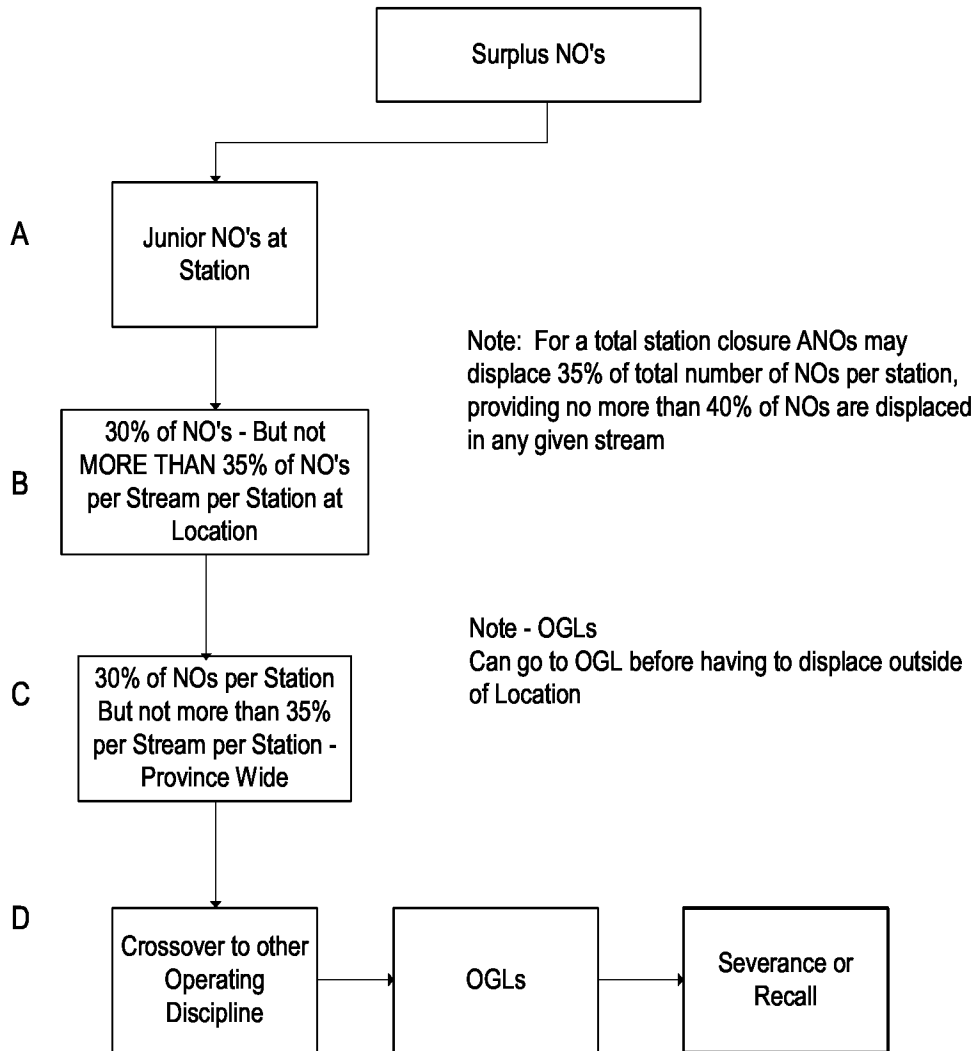 Surplus NO's
A
Junior NO's at
Station
Note: For a total station closure ANOs may
displace 35% of total number of NOs per station,
providing no more than 40% of NOs are displaced
in any given stream
B
30% of NO's - But not
MORE THAN 35% of NO's
per Stream per Station at
Location
Note - OGLs
Can go to OGL before having to displace outside
of Location
C
30% of NOs per Station
But not more than 35%
per Stream per Station -
Province Wide
D
Crossover to other
Operating
Discipline
OGLs
Severance or
Recall